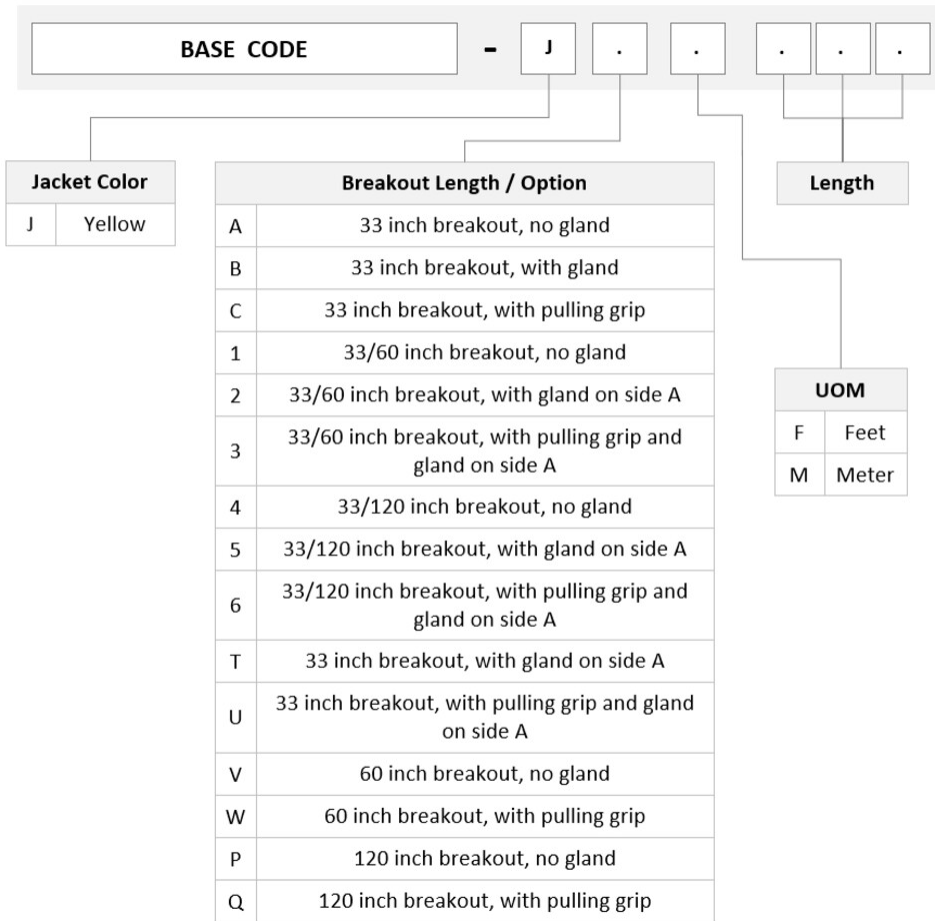 BASE CODE - J . . . . .
Jacket Color
J Yellow
Breakout Length / Option
A 33 inch breakout, no gland
B 33 inch breakout, with gland
C 33 inch breakout, with pulling grip
1 33/60 inch breakout, no gland
2 33/60 inch breakout, with gland on side A
3 33/60 inch breakout, with pulling grip and
gland on side A
4 33/120 inch breakout, no gland
5 33/120 inch breakout, with gland on side A
6 33/120 inch breakout, with pulling grip and
gland on side A
T 33 inch breakout, with gland on side A
U 33 inch breakout, with pulling grip and gland
on side A
V 60 inch breakout, no gland
W 60 inch breakout, with pulling grip
P 120 inch breakout, no gland
Q 120 inch breakout, with pulling grip
Length
UOM
F Feet
M Meter